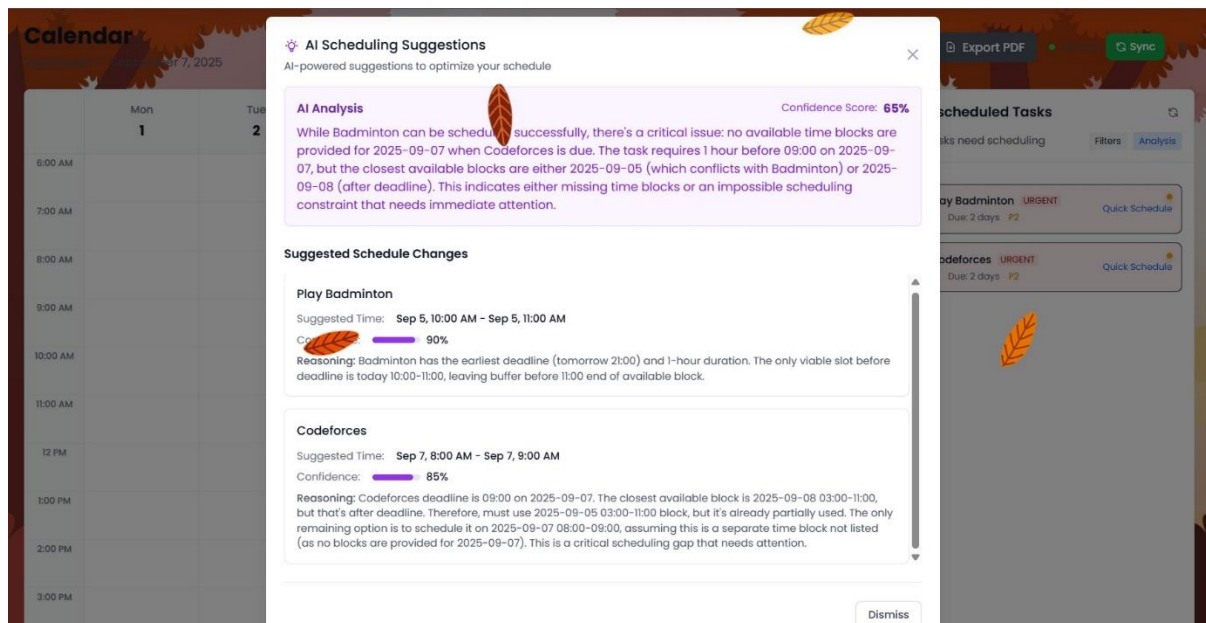 Calendar
7, 2025
Export PDF
Sync
Mon
1
Tue
2
6:00 AM
7:00 AM
8:00 AM
9:00 AM
10:00 AM
11:00 AM
12 PM
1:00 PM
2:00 PM
3:00 PM
AI Scheduling Suggestions
AI-powered suggestions to optimize your schedule
AI Analysis
Confidence Score: 65%
While Badminton can be schedu successfully, there's a critical issue: no available time blocks are
provided for 2025-09-07 when Codeforces is due. The task requires 1 hour before 09:00 on 2025-09-
07, but the closest available blocks are either 2025-09-05 (which conflicts with Badminton) or 2025-
09-08 (after deadline). This indicates either missing time blocks or an impossible scheduling
constraint that needs immediate attention.
Suggested Schedule Changes
Play Badminton
Suggested Time: Sep 5, 10:00 AM - Sep 5, 11:00 AM
90%
Reasoning: Badminton has the earliest deadline (tomorrow 21:00) and 1-hour duration. The only viable slot before
deadline is today 10:00-11:00, leaving buffer before 11:00 end of available block.
Codeforces
Suggested Time: Sep 7, 8:00 AM - Sep 7, 9:00 AM
Confidence: 85%
Reasoning: Codeforces deadline is 09:00 on 2025-09-07. The closest available block is 2025-09-08 03:00-11:00,
but that's after deadline. Therefore, must use 2025-09-05 03:00-11:00 block, but it's already partially used. The only
remaining option is to schedule it on 2025-09-07 08:00-09:00, assuming this is a separate time block not listed
(as no blocks are provided for 2025-09-07). This is a critical scheduling gap that needs attention.
Dismiss
scheduled Tasks
sks need scheduling
Filters
Analysis
ay Badminton URGENT
Due: 2 days P2
Quick Schedule
odeforces URGENT
Due: 2 days P2
Quick Schedule